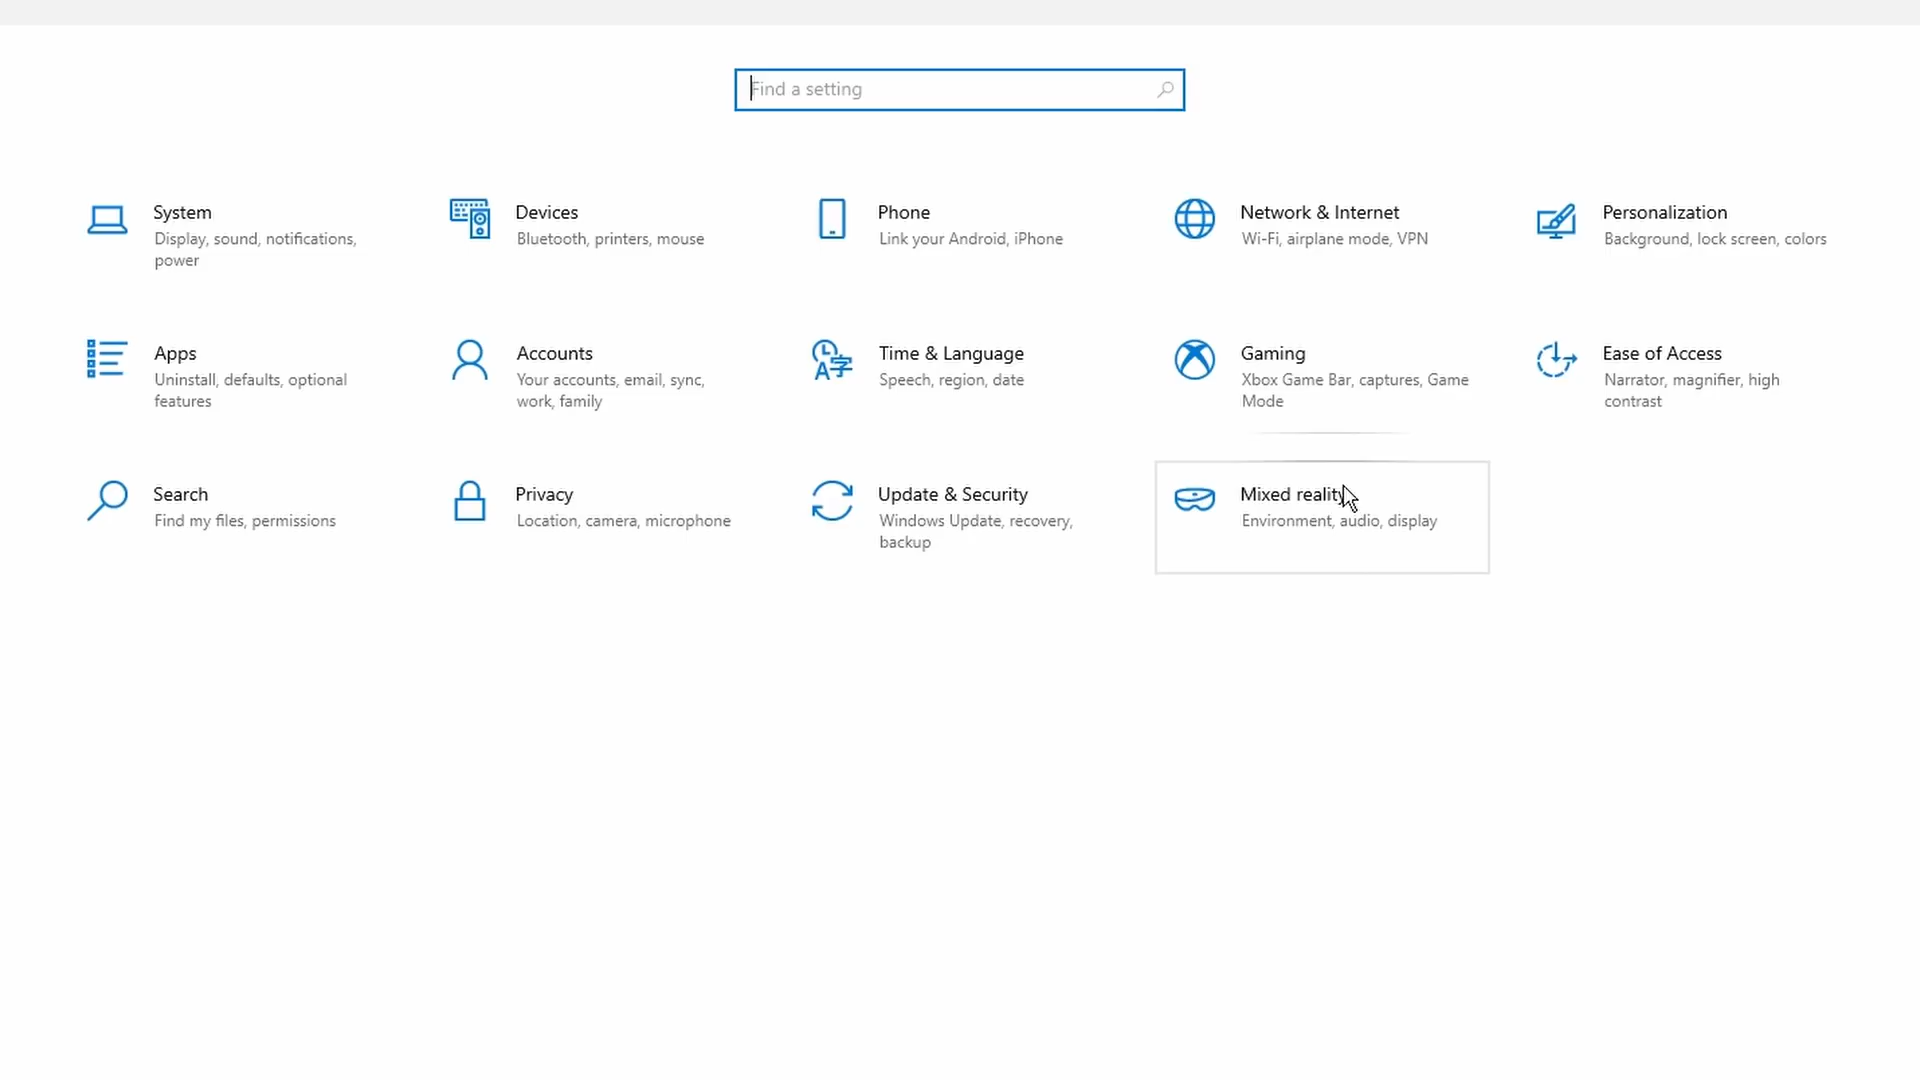 Find a setting
System
Display, sound, notifications,
power
Devices
Bluetooth, printers, mouse
Phone
Link your Android, iPhone
Network & Internet
Wi-Fi, airplane mode, VPN
Personalization
Background, lock screen, colors
Apps
Uninstall, defaults, optional
features
Accounts
Your accounts, email, sync,
work, family
Time & Language
Speech, region, date
Gaming
Xbox Game Bar, captures, Game
Mode
Ease of Access
Narrator, magnifier, high
contrast
Search
Find my files, permissions
Privacy
Location, camera, microphone
Update & Security
Windows Update, recovery,
backup
Mixed reality
Environment, audio, display